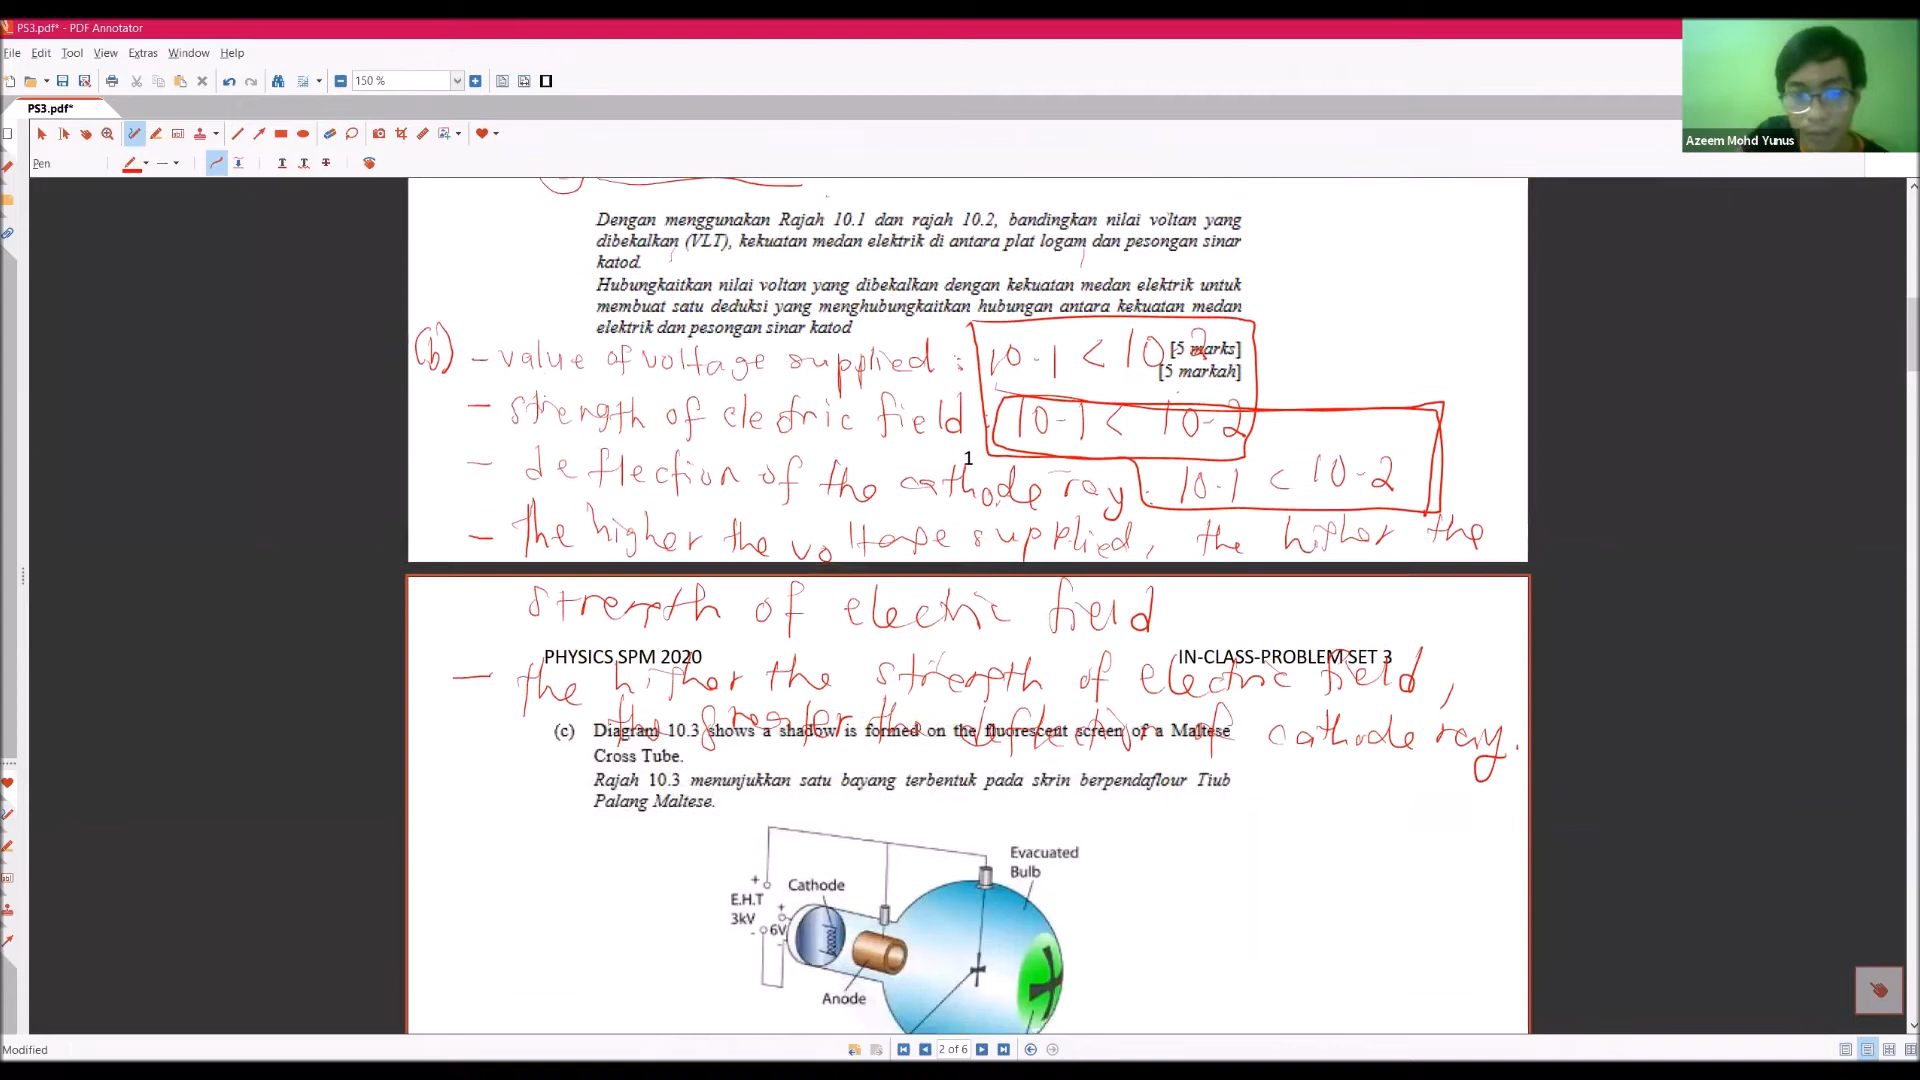 PS3.pdf* - PDF Annotator
File Edit Tool View Extras Window Help
150 %
PS3.pdf*
Pen
Azeem Mohd Yunus
Dengan menggunakan Rajah 10.1 dan rajah 10.2, bandingkan nilai voltan yang
dibekalkan (VLT), kekuatan medan elektrik di antara plat logam dan pesongan sinar
katod.
Hubungkaitkan nilai voltan yang dibekalkan dengan kekuatan medan elektrik untuk
membuat satu deduksi yang menghubungkaitkan hubungan antara kekuatan medan
elektrik dan pesongan sinar katod
[5 marks]
[5 markah]
(b) - value of voltage supplied : 10.1 < 10.2
- strength of electric field : 10-1 < 10-2
1
- deflection of the cathode ray : 10-1 < 10-2
- the higher the voltage supplied, the higher the
strength of electric field
PHYSICS SPM 2020 IN-CLASS-PROBLEM SET 3
- the higher the strength of electric field,
the greater the deflection of cathode ray.
(c) Diagram 10.3 shows a shadow is formed on the fluorescent screen of a Maltese
Cross Tube.
Rajah 10.3 menunjukkan satu bayang terbentuk pada skrin berpendaflour Tiub
Palang Maltese.
Evacuated
Bulb
Cathode
+
E.H.T
3kV
-
+
6V
-
Anode
Modified
2 of 6